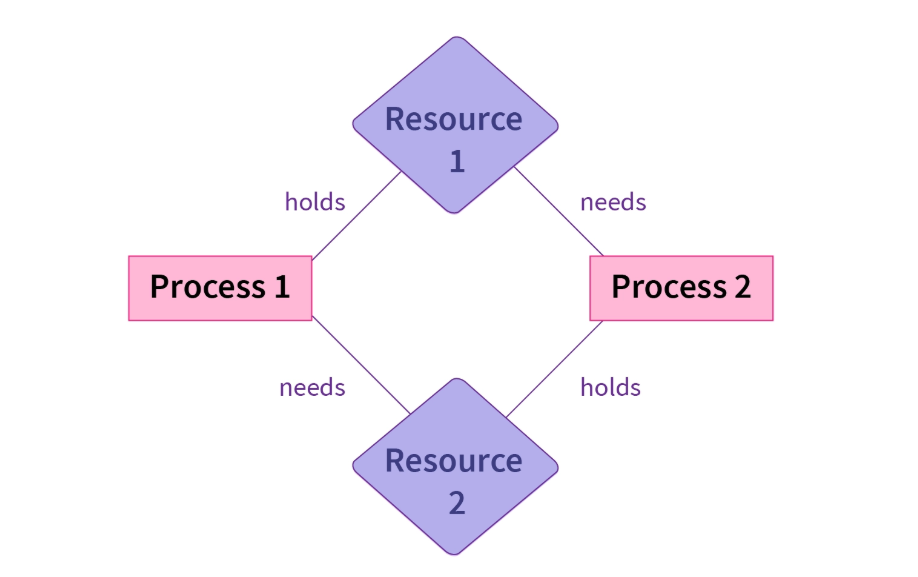 Resource
1
holds
needs
Process 1
Process 2
needs
holds
Resource
2